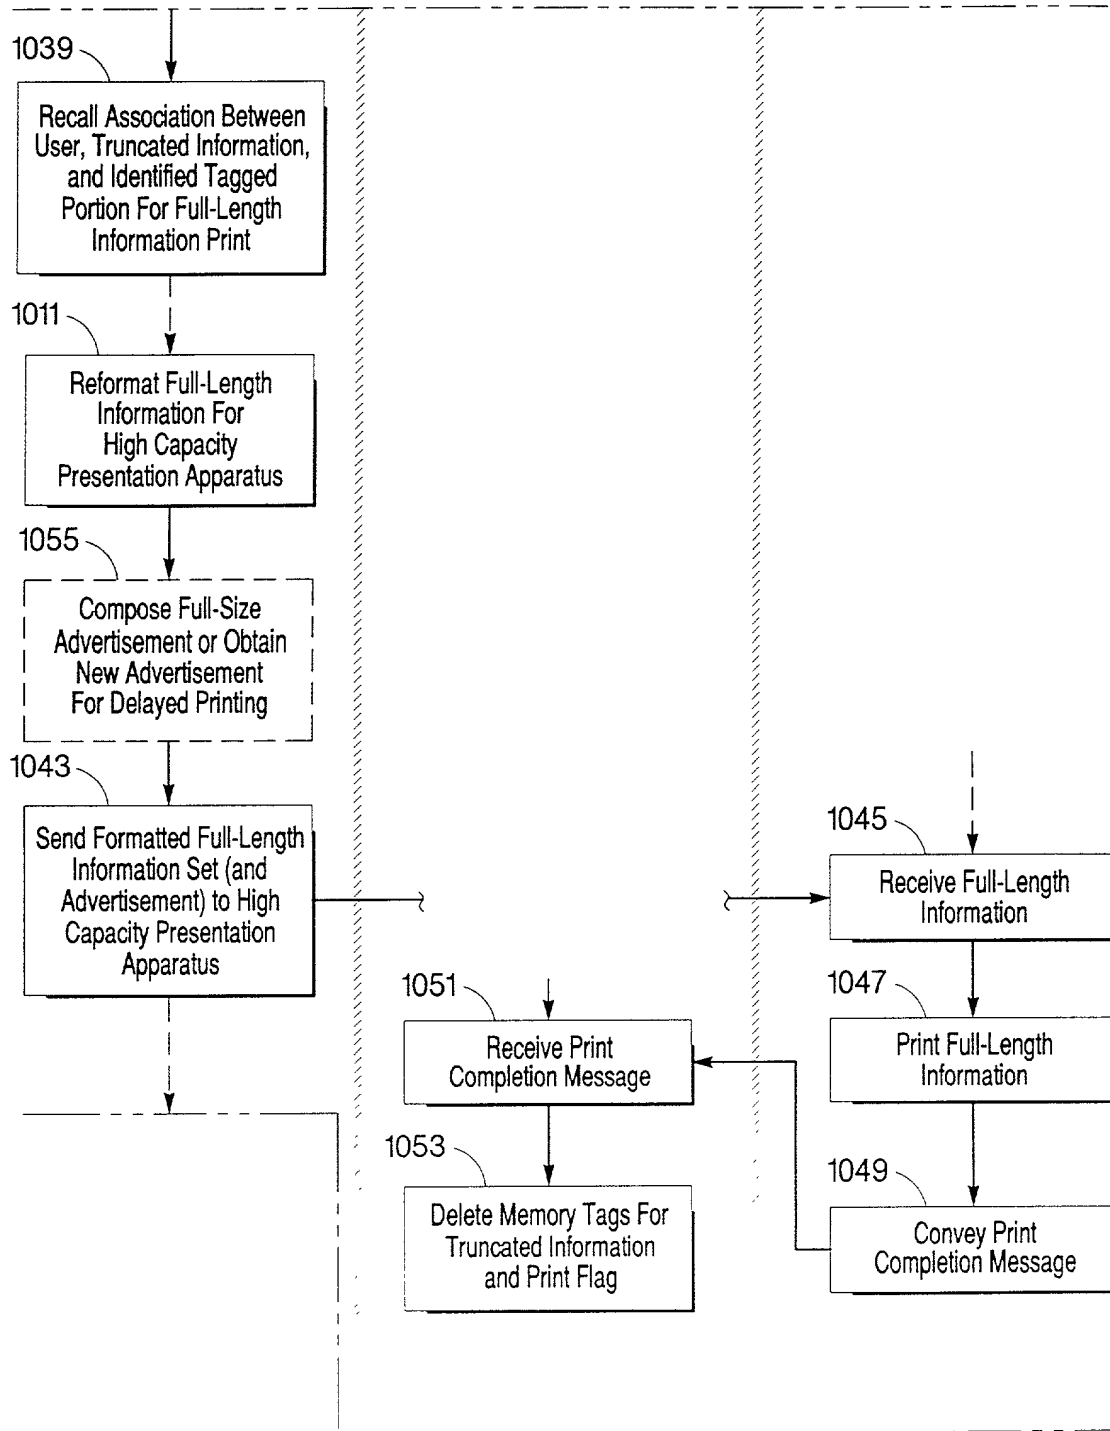 1039
Recall Association Between
User, Truncated Information,
and Identified Tagged
Portion For Full-Length
Information Print
1011
Reformat Full-Length
Information For
High Capacity
Presentation Apparatus
1055
Compose Full-Size
Advertisement or Obtain
New Advertisement
For Delayed Printing
1043
Send Formatted Full-Length
Information Set (and
Advertisement) to High
Capacity Presentation
Apparatus
1045
Receive Full-Length
Information
1047
Print Full-Length
Information
1049
Convey Print
Completion Message
1051
Receive Print
Completion Message
1053
Delete Memory Tags For
Truncated Information
and Print Flag